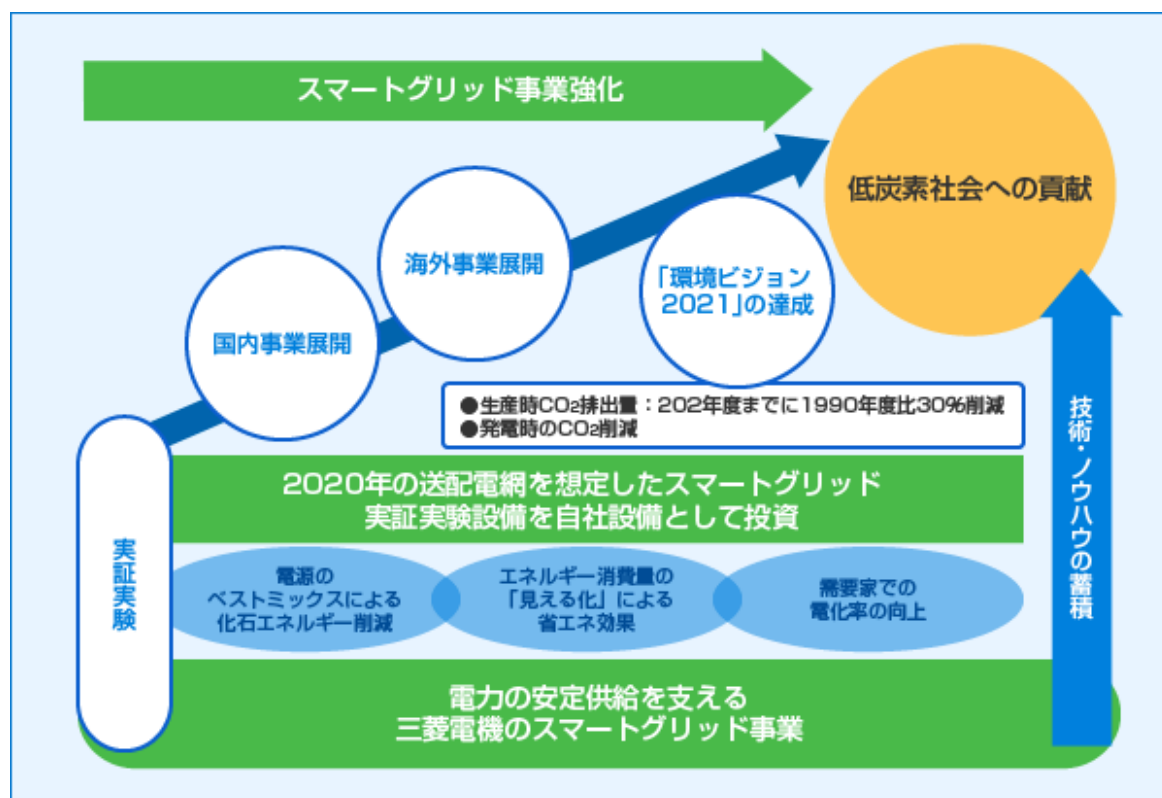 スマートグリッド事業強化
低炭素社会への貢献
海外事業展開
「環境ビジョン
2021」の達成
国内事業展開
●生産時CO2排出量：202年度までに1990年度比30%削減
●発電時のCO2削減
技術・ノウハウの蓄積
2020年の送配電網を想定したスマートグリッド
実証実験設備を自社設備として投資
実証実験
電源の
ベストミックスによる
化石エネルギー削減
エネルギー消費量の
「見える化」による
省エネ効果
需要家での
電化率の向上
電力の安定供給を支える
三菱電機のスマートグリッド事業